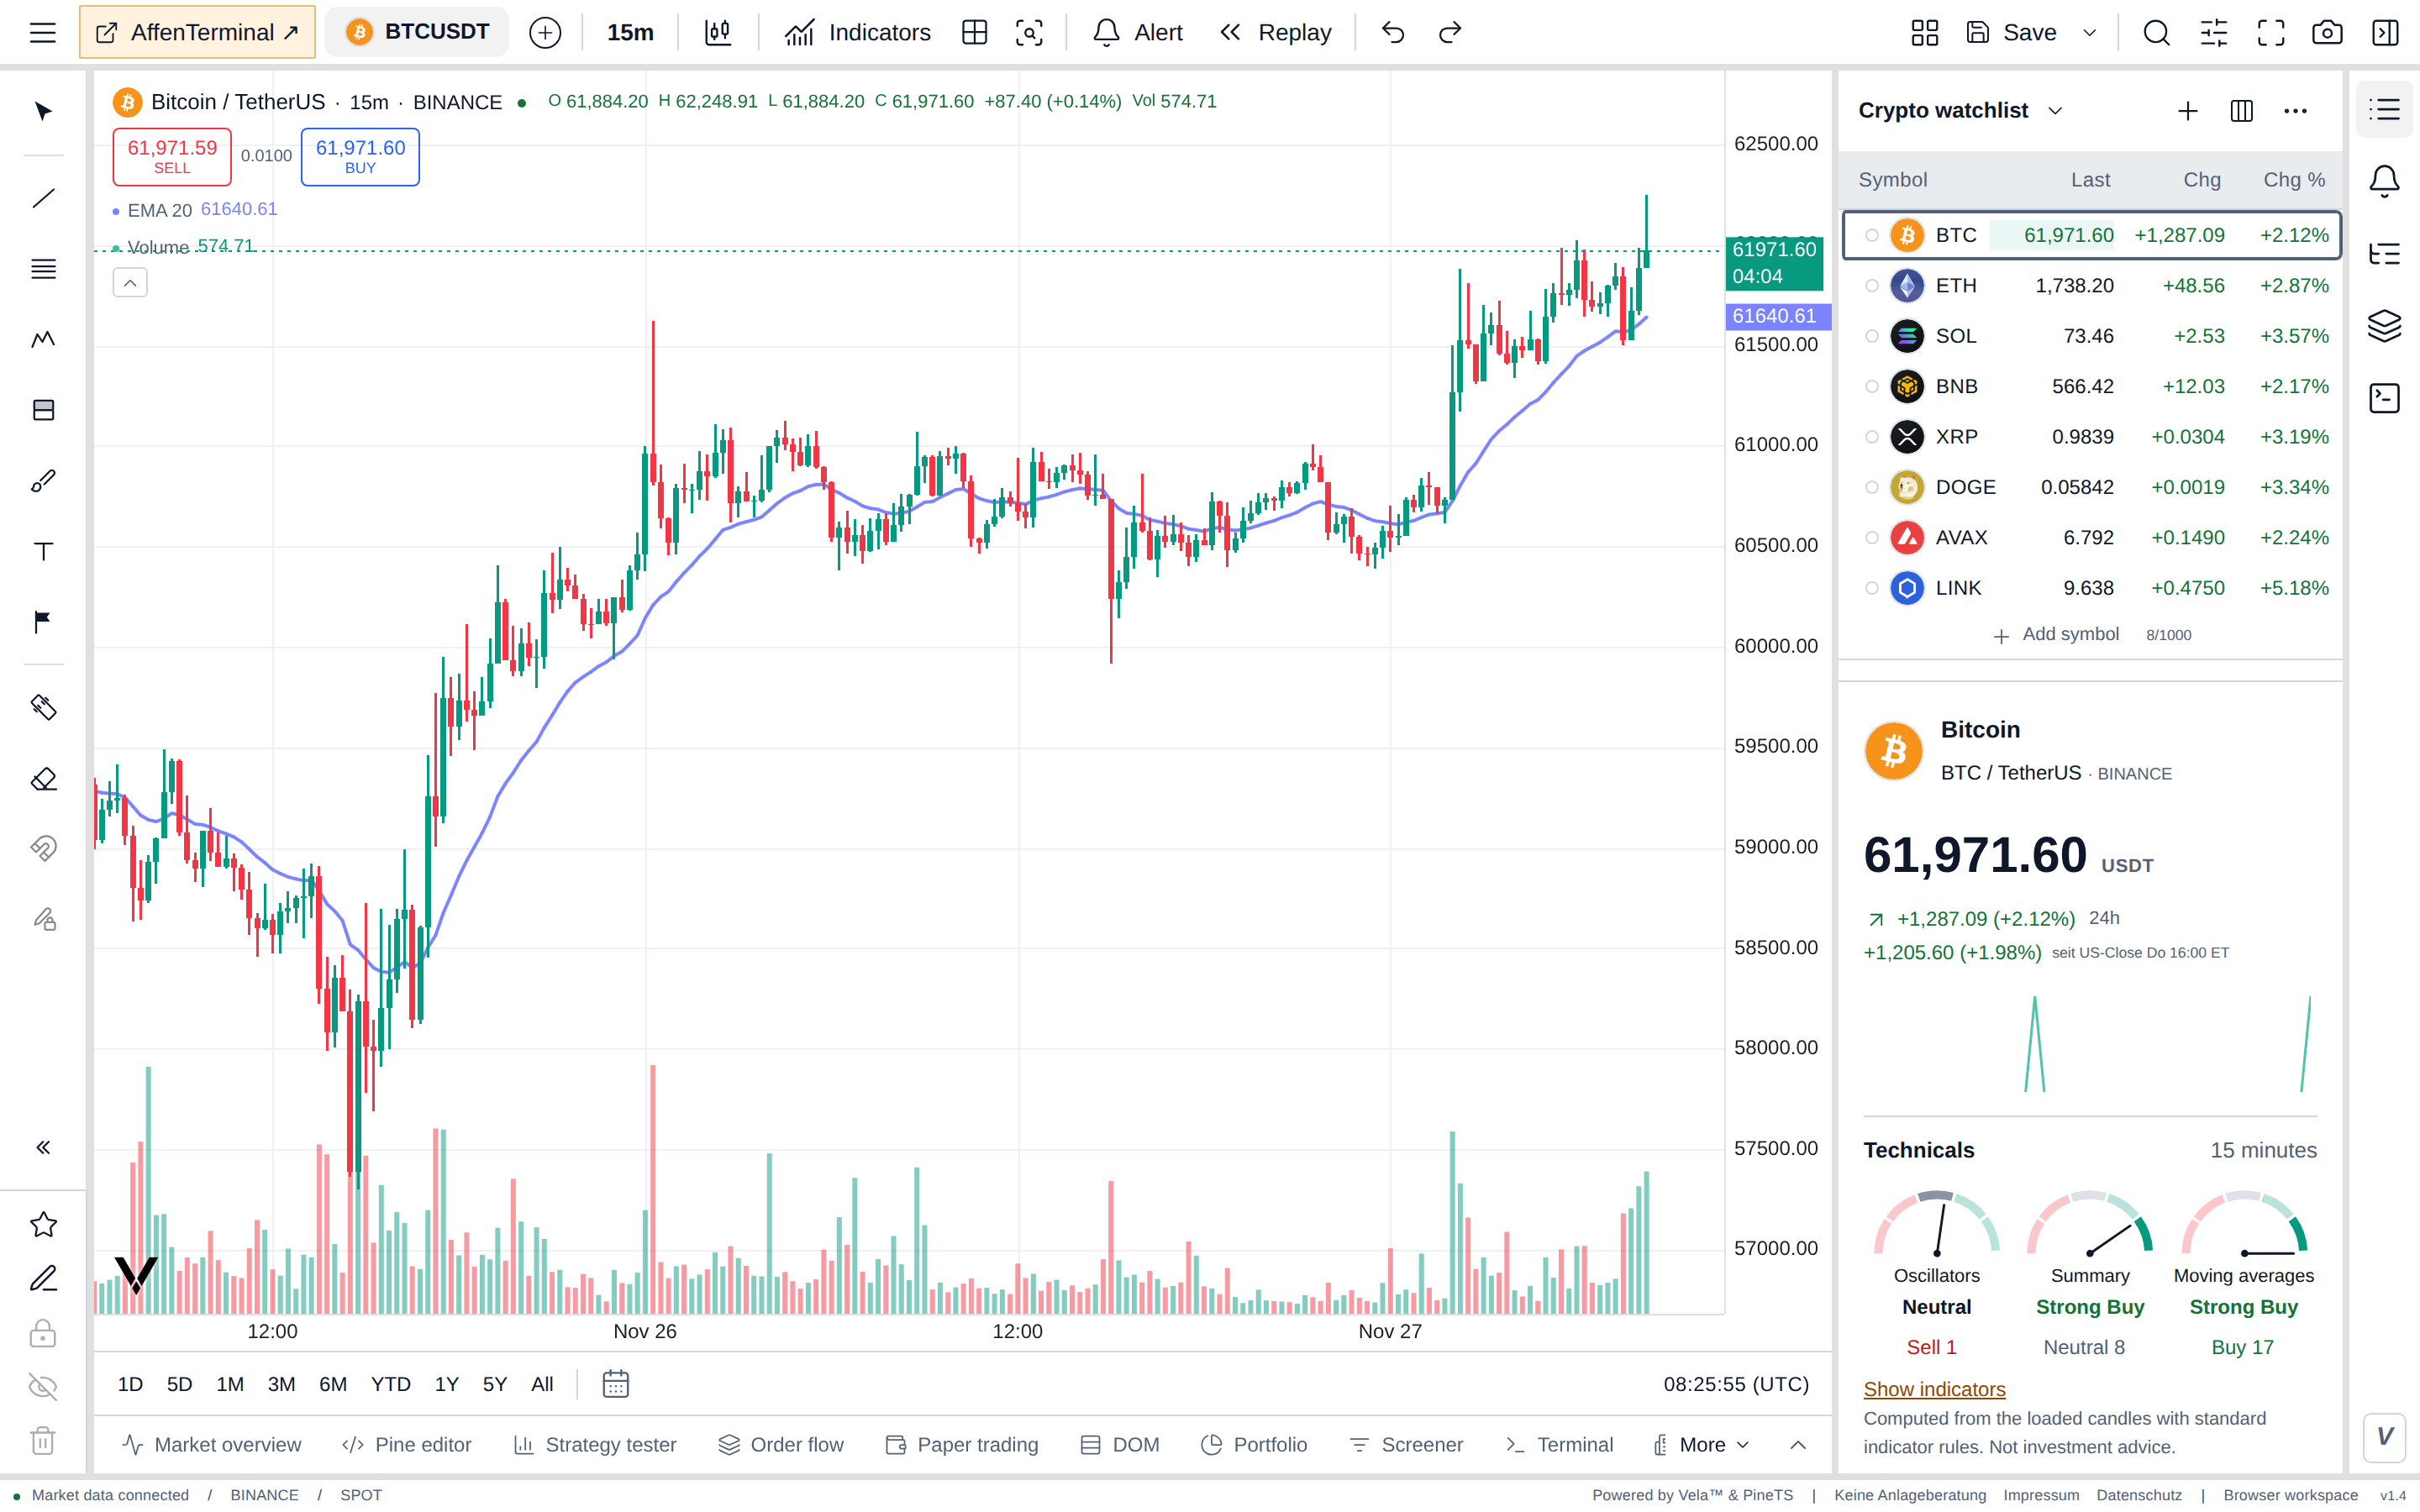 AffenTerminal ↗ BTCUSDT 15m Indicators Alert Replay Save
Bitcoin / TetherUS · 15m · BINANCE O 61,884.20 H 62,248.91 L 61,884.20 C 61,971.60 +87.40 (+0.14%) Vol 574.71
61,971.59 SELL 0.0100 61,971.60 BUY
EMA 20 61640.61
Volume 574.71
62500.00
61971.60
04:04
61640.61
61500.00
61000.00
60500.00
60000.00
59500.00
59000.00
58500.00
58000.00
57500.00
57000.00
12:00 Nov 26 12:00 Nov 27
1D 5D 1M 3M 6M YTD 1Y 5Y All 08:25:55 (UTC)
Market overview Pine editor Strategy tester Order flow Paper trading DOM Portfolio Screener Terminal More
Crypto watchlist
Symbol Last Chg Chg %
BTC 61,971.60 +1,287.09 +2.12%
ETH 1,738.20 +48.56 +2.87%
SOL 73.46 +2.53 +3.57%
BNB 566.42 +12.03 +2.17%
XRP 0.9839 +0.0304 +3.19%
DOGE 0.05842 +0.0019 +3.34%
AVAX 6.792 +0.1490 +2.24%
LINK 9.638 +0.4750 +5.18%
Add symbol 8/1000
Bitcoin
BTC / TetherUS · BINANCE
61,971.60 USDT
+1,287.09 (+2.12%) 24h
+1,205.60 (+1.98%) seit US-Close Do 16:00 ET
Technicals 15 minutes
Oscillators Summary Moving averages
Neutral Strong Buy Strong Buy
Sell 1 Neutral 8 Buy 17
Show indicators
Computed from the loaded candles with standard
indicator rules. Not investment advice.
V
Market data connected / BINANCE / SPOT Powered by Vela™ & PineTS | Keine Anlageberatung Impressum Datenschutz | Browser workspace v1.4